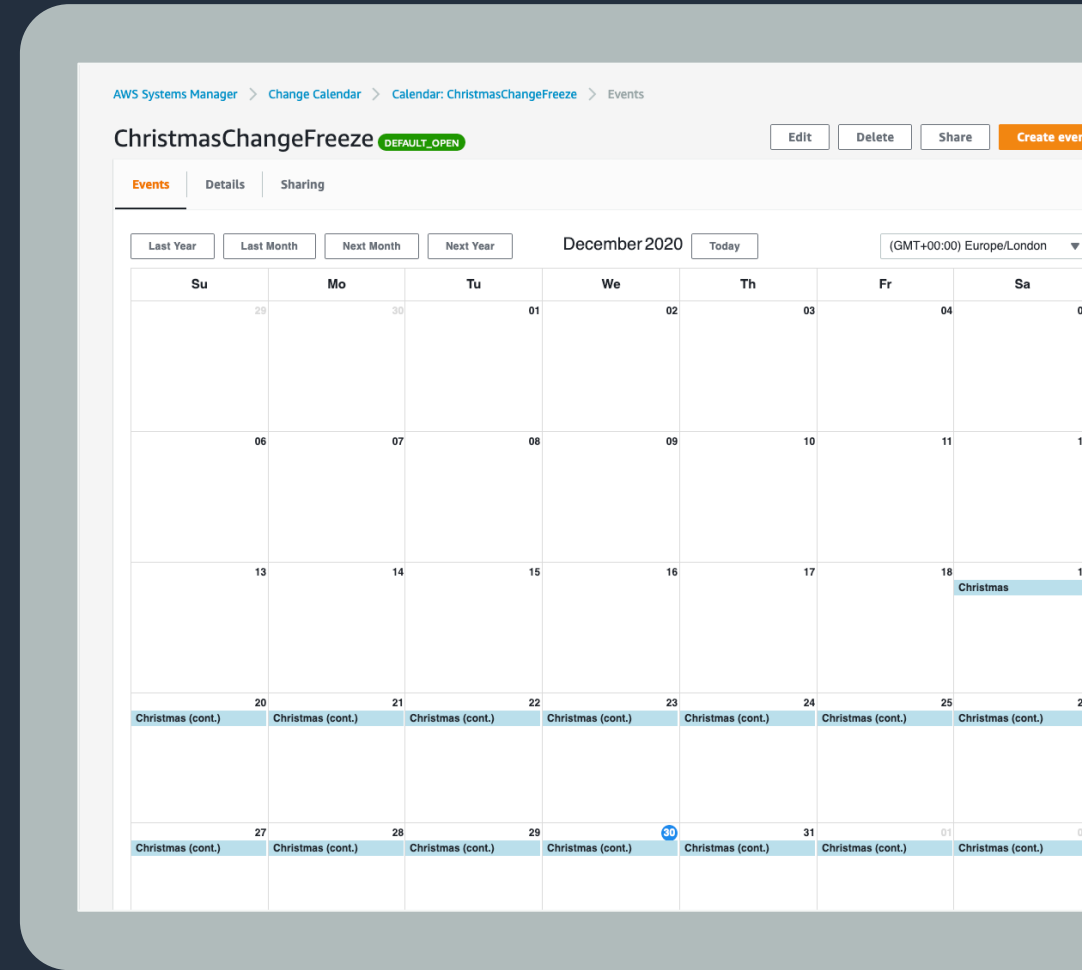 AWS Systems Manager > Change Calendar > Calendar: ChristmasChangeFreeze > Events
ChristmasChangeFreeze DEFAULT_OPEN Edit Delete Share Create
Events Details Sharing
Last Year Last Month Next Month Next Year December 2020 Today (GMT+00:00) Europe/London
Su Mo Tu We Th Fr Sa
29 30 01 02 03 04
06 07 08 09 10 11
13 14 15 16 17 18
Christmas
20 21 22 23 24 25
Christmas (cont.) Christmas (cont.) Christmas (cont.) Christmas (cont.) Christmas (cont.) Christmas (cont.) Christmas (cont.)
27 28 29 30 31 01
Christmas (cont.) Christmas (cont.) Christmas (cont.) Christmas (cont.) Christmas (cont.) Christmas (cont.) Christmas (cont.)